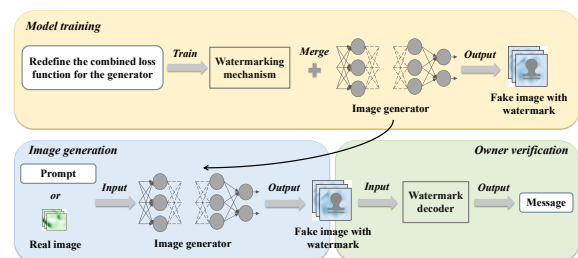 Model training
Redefine the combined loss
function for the generator
Train
Watermarking
mechanism
Merge
Image generator
Output
Fake image with
watermark
Image generation
Prompt
or
Real image
Input
Image generator
Output
Fake image with
watermark
Owner verification
Input
Watermark
decoder
Output
Message